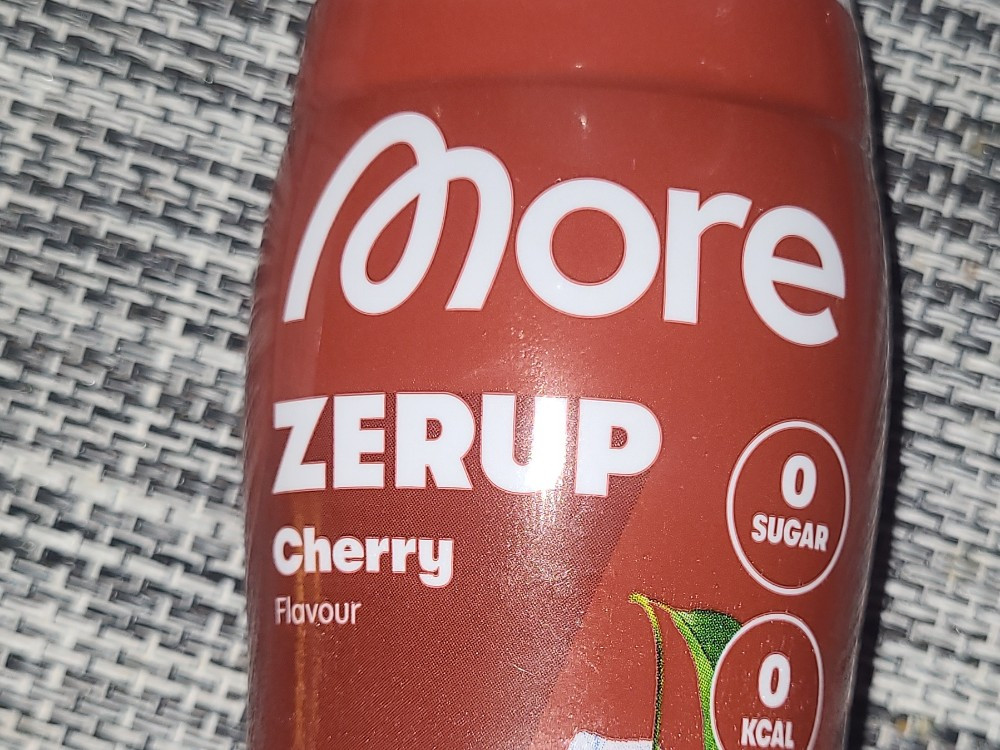 More
ZERUP
Cherry
Flavour
0
SUGAR
0
KCAL